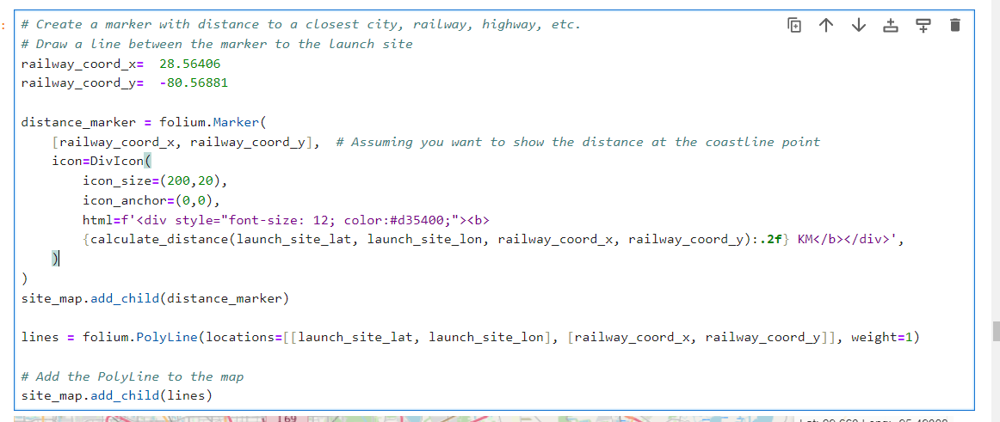 :
# Create a marker with distance to a closest city, railway, highway, etc.
# Draw a line between the marker to the launch site
railway_coord_x=  28.56406
railway_coord_y=  -80.56881
distance_marker = folium.Marker(
    [railway_coord_x, railway_coord_y],  # Assuming you want to show the distance at the coastline point
    icon=DivIcon(
        icon_size=(200,20),
        icon_anchor=(0,0),
        html=f'<div style="font-size: 12; color:#d35400;"><b>
        {calculate_distance(launch_site_lat, launch_site_lon, railway_coord_x, railway_coord_y):.2f} KM</b></div>',
    )
)
site_map.add_child(distance_marker)
lines = folium.PolyLine(locations=[[launch_site_lat, launch_site_lon], [railway_coord_x, railway_coord_y]], weight=1)
# Add the PolyLine to the map
site_map.add_child(lines)